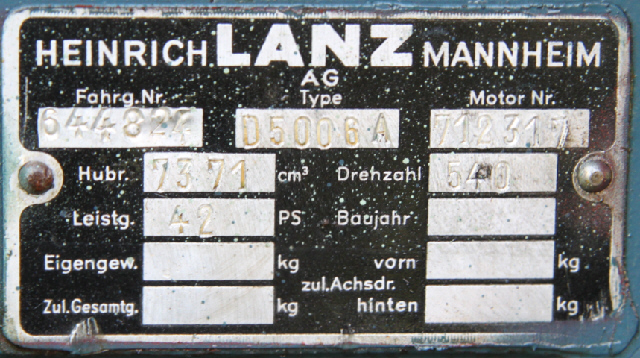 HEINRICH LANZ MANNHEIM
AG
Fahrg. Nr. Type Motor Nr.
644824 D5006A 712317
Hubr. 7371 cm³ Drehzahl 540
Leistg. 42 PS Baujahr
Eigengew. kg vorn kg
zul.Achsdr.
Zul.Gesamtg. kg hinten kg